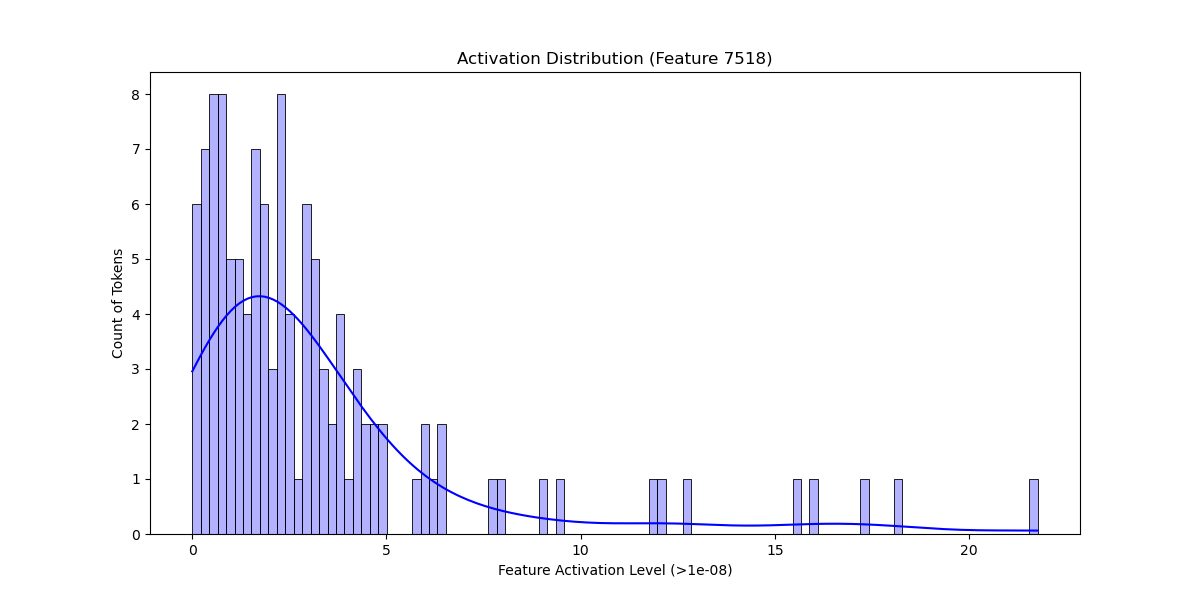 Activation Distribution (Feature 7518)
8
7
6
5
4
3
2
1
0
Count of Tokens
0 5 10 15 20
Feature Activation Level (>1e-08)